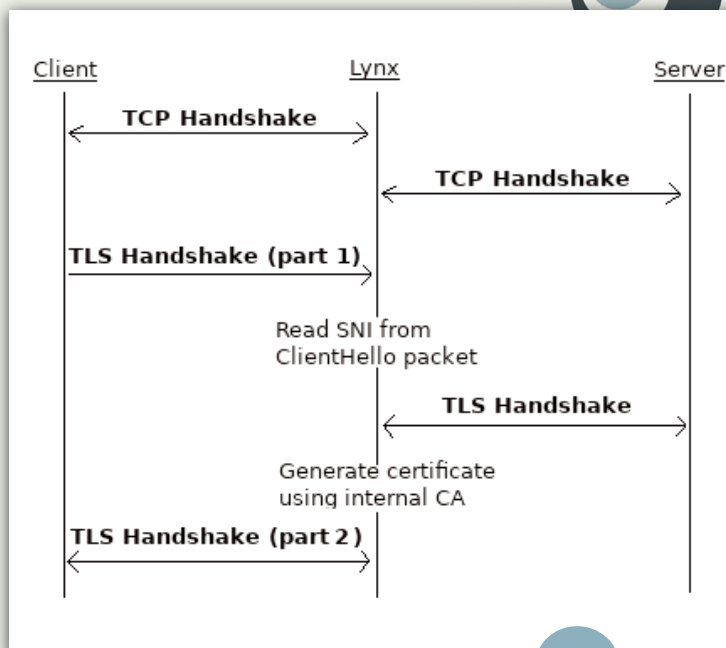 Client
Lynx
Server
TCP Handshake
TCP Handshake
TLS Handshake (part 1)
Read SNI from
ClientHello packet
TLS Handshake
Generate certificate
using internal CA
TLS Handshake (part 2)